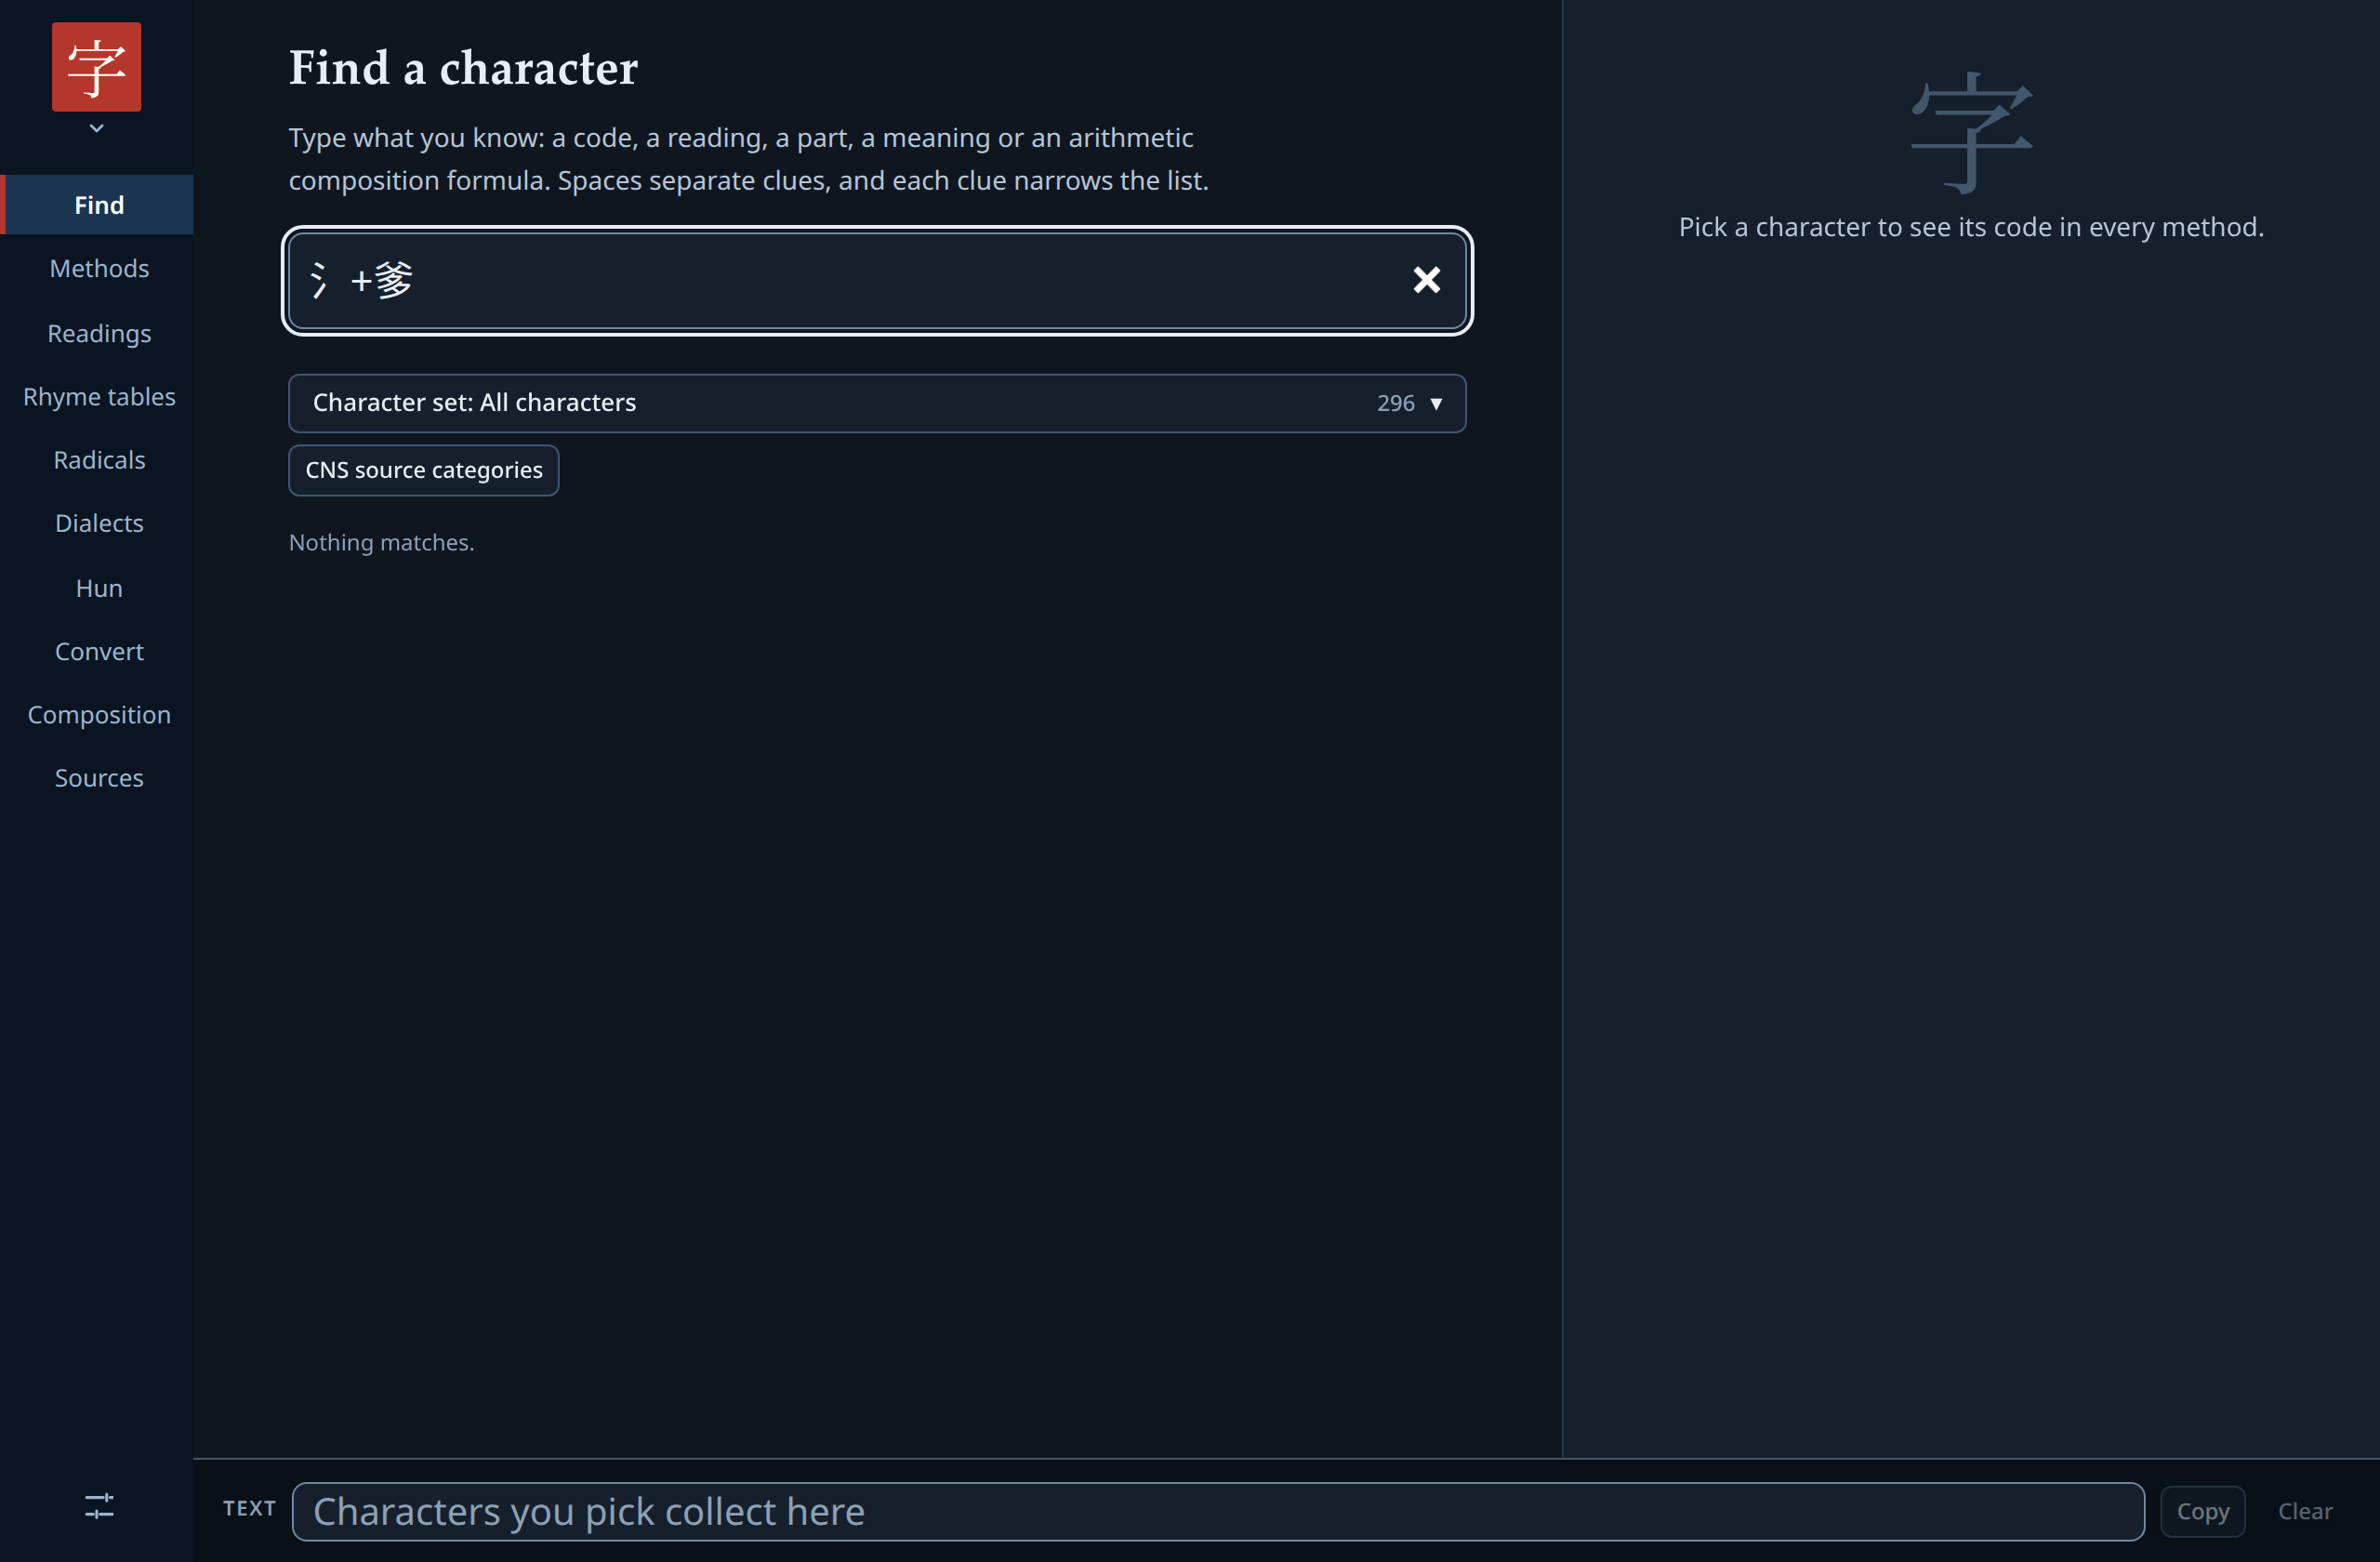 字
Find
Methods
Readings
Rhyme tables
Radicals
Dialects
Hun
Convert
Composition
Sources
Find a character
Type what you know: a code, a reading, a part, a meaning or an arithmetic
composition formula. Spaces separate clues, and each clue narrows the list.
氵+爹
Character set: All characters 296 ▼
CNS source categories
Nothing matches.
字
Pick a character to see its code in every method.
TEXT Characters you pick collect here Copy Clear